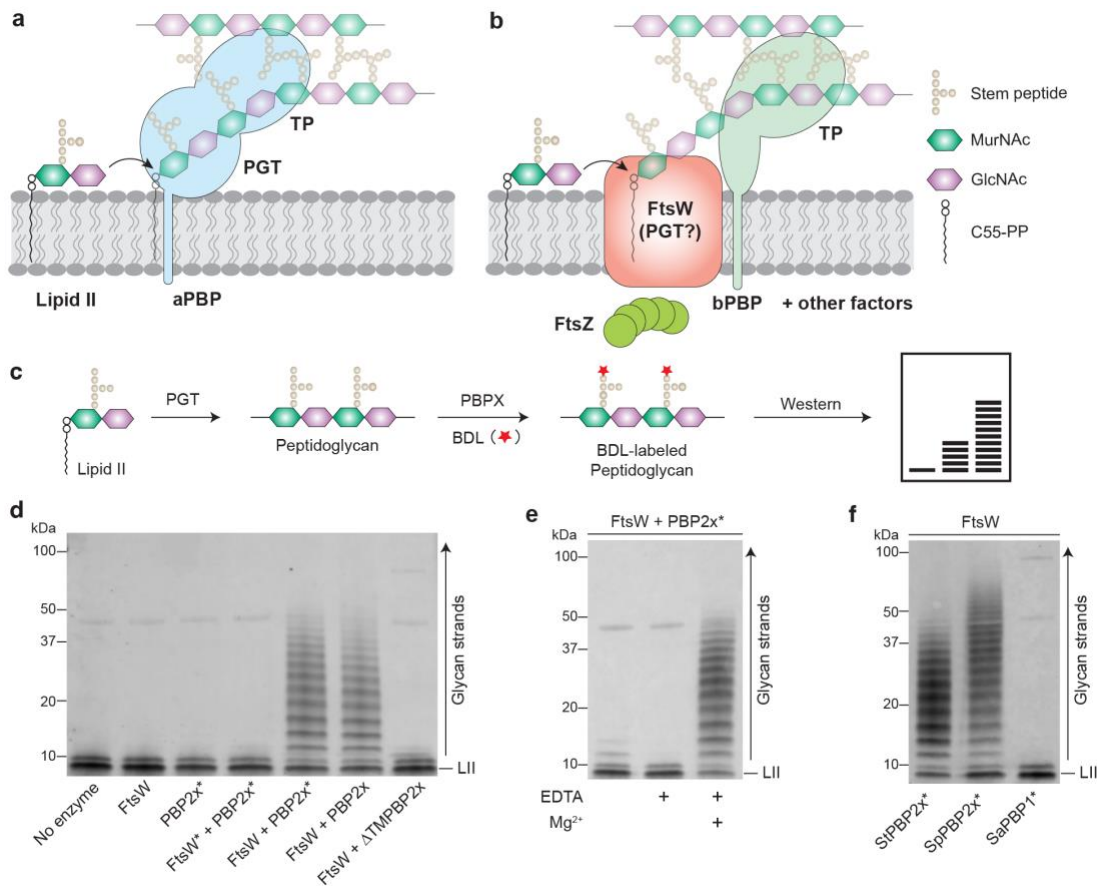 a
TP
PGT
Lipid II
aPBP
b
TP
FtsW
(PGT?)
bPBP
+ other factors
FtsZ
Stem peptide
MurNAc
GlcNAc
C55-PP
c
Lipid II
PGT
Peptidoglycan
PBPX
BDL (★)
BDL-labeled
Peptidoglycan
Western
d
kDa
100
50
37
20
10
Glycan strands
LII
No enzyme
FtsW
PBP2x*
FtsW* + PBP2x*
FtsW + PBP2x*
FtsW + PBP2x
FtsW + ΔTMPBP2x
e
FtsW + PBP2x*
kDa
100
50
37
20
10
Glycan strands
LII
EDTA + +
Mg²⁺ +
f
FtsW
kDa
100
50
37
20
10
Glycan strands
LII
StPBP2x*
SpPBP2x*
SaPBP1*